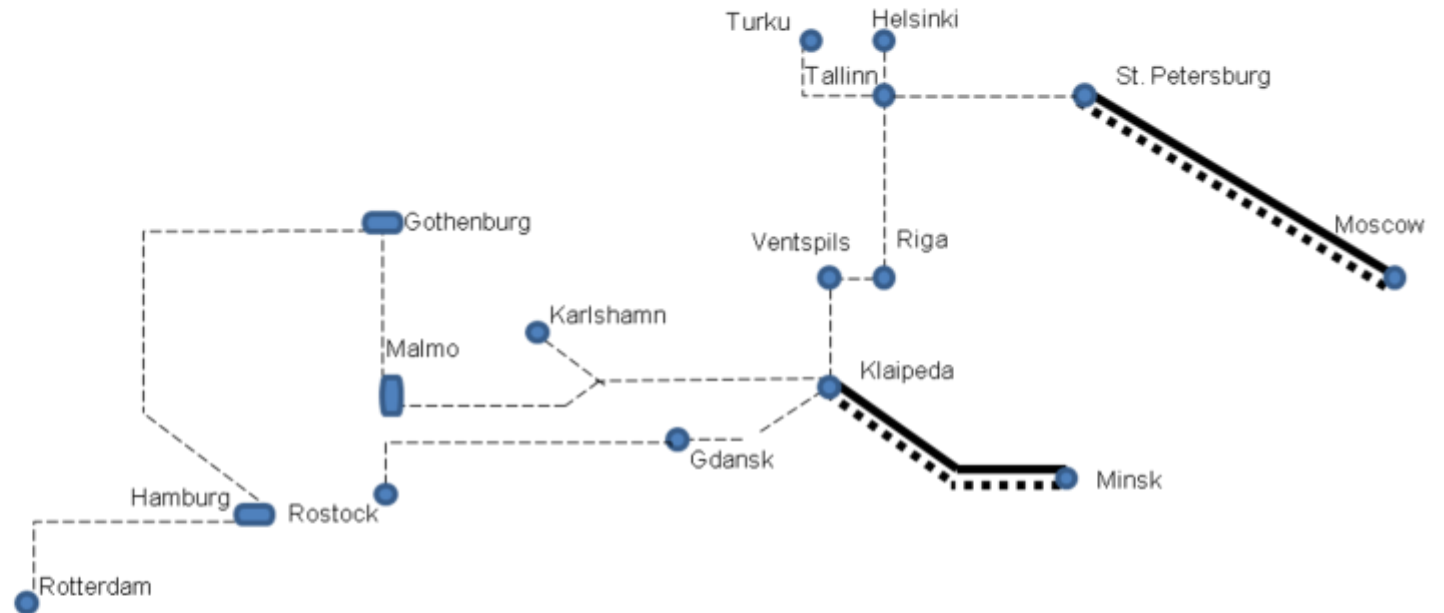 Turku
Helsinki
Tallinn
St. Petersburg
Gothenburg
Ventspils
Riga
Moscow
Karlshamn
Malmo
Klaipeda
Gdansk
Minsk
Hamburg
Rostock
Rotterdam